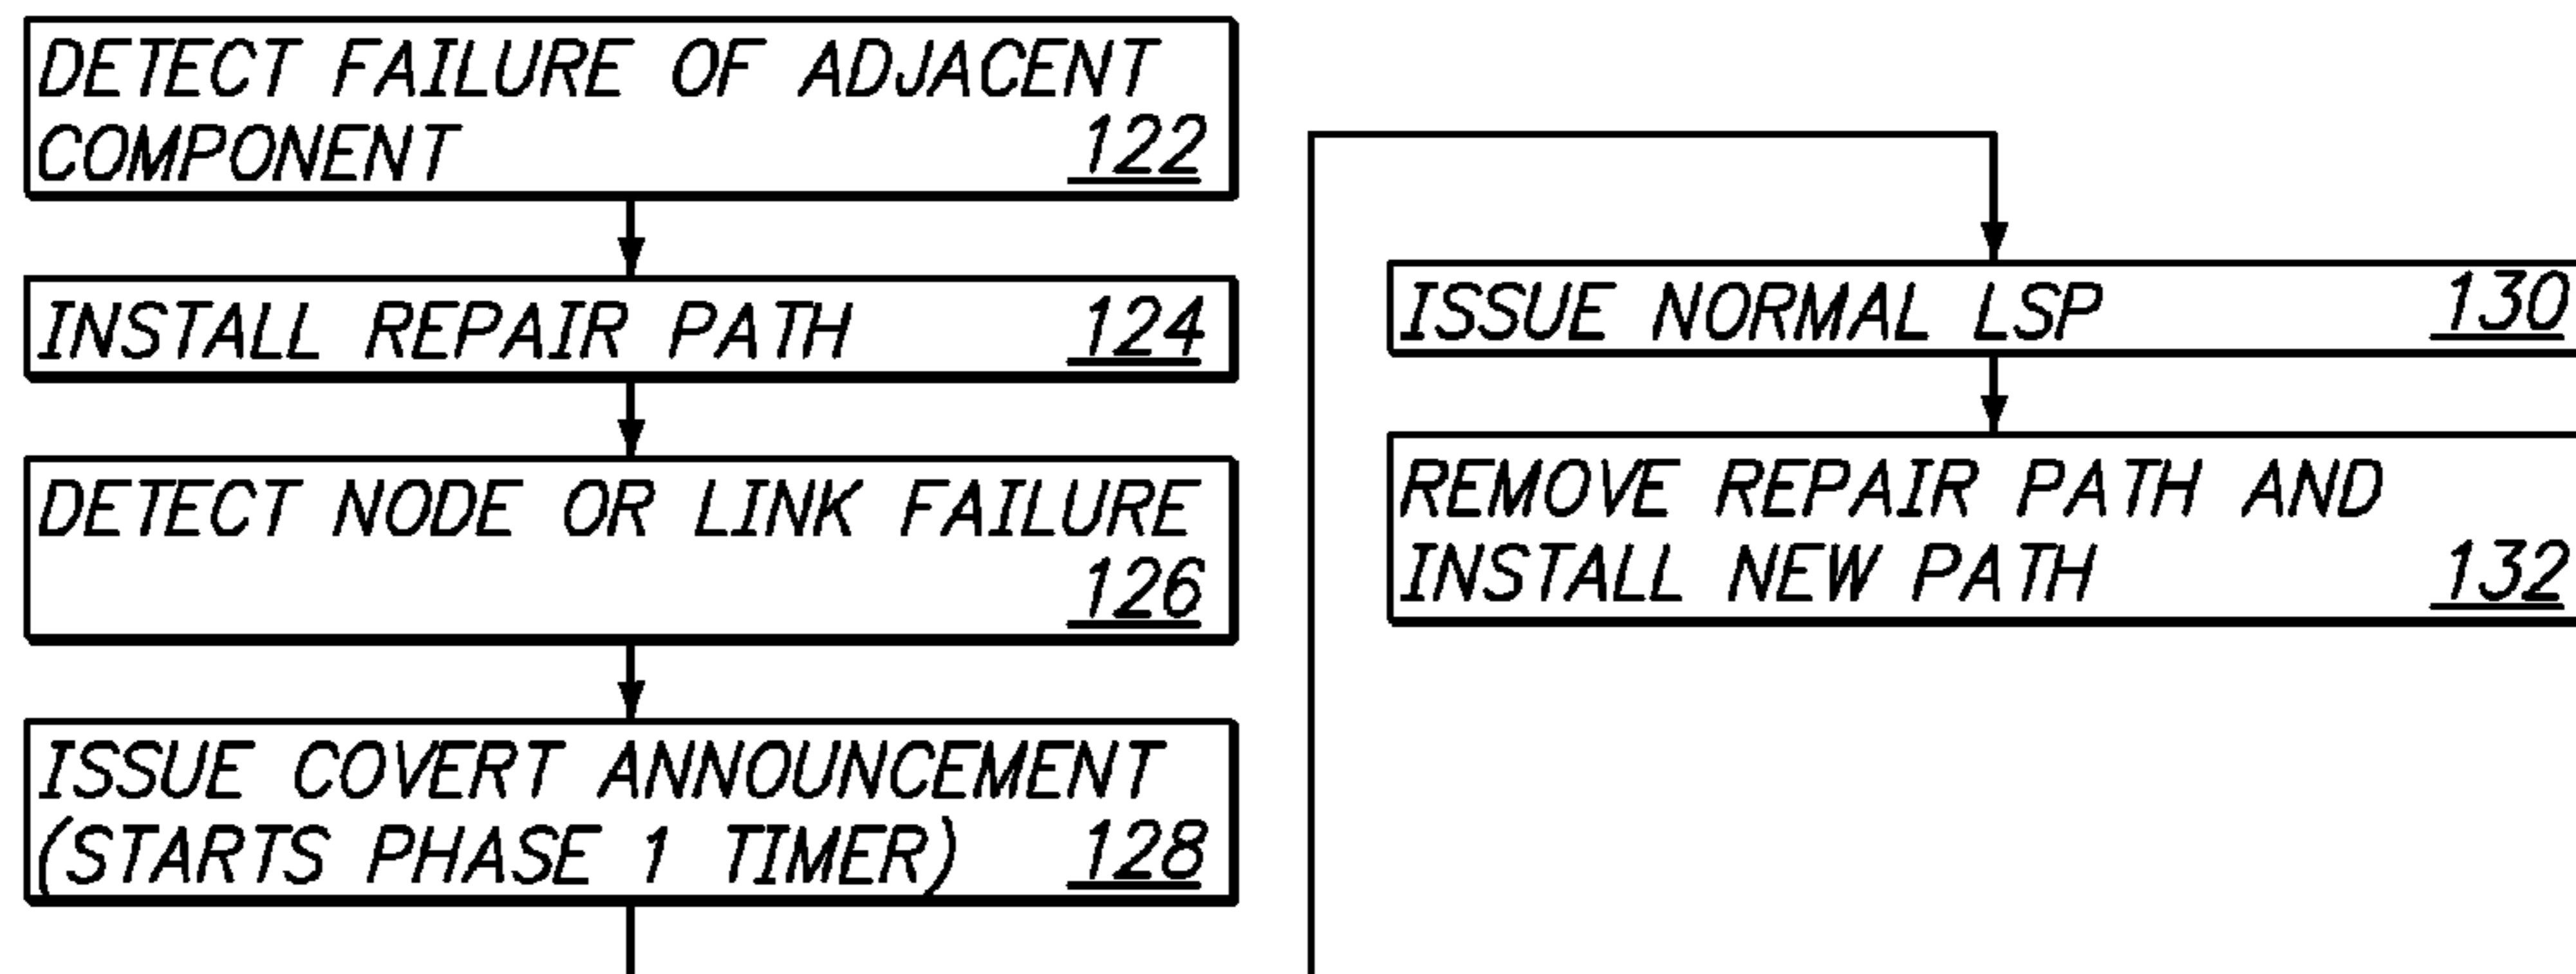 DETECT FAILURE OF ADJACENT
COMPONENT 122
INSTALL REPAIR PATH 124
DETECT NODE OR LINK FAILURE
126
ISSUE COVERT ANNOUNCEMENT
(STARTS PHASE 1 TIMER) 128
ISSUE NORMAL LSP 130
REMOVE REPAIR PATH AND
INSTALL NEW PATH 132